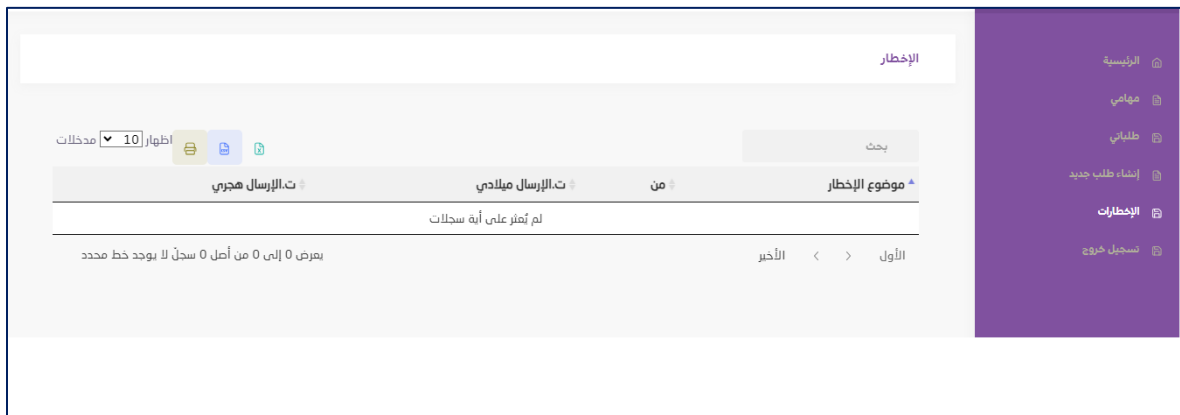 الرئيسية
مهامي
طلباتي
إنشاء طلب جديد
الإخطارات
تسجيل خروج
الإخطار
بحث
اظهار 10 مدخلات
موضوع الإخطار من ت.الإرسال ميلادي ت.الإرسال هجري
لم يُعثر على أية سجلات
الأول الأخير
يعرض 0 إلى 0 من أصل 0 سجلّ لا يوجد خط محدد